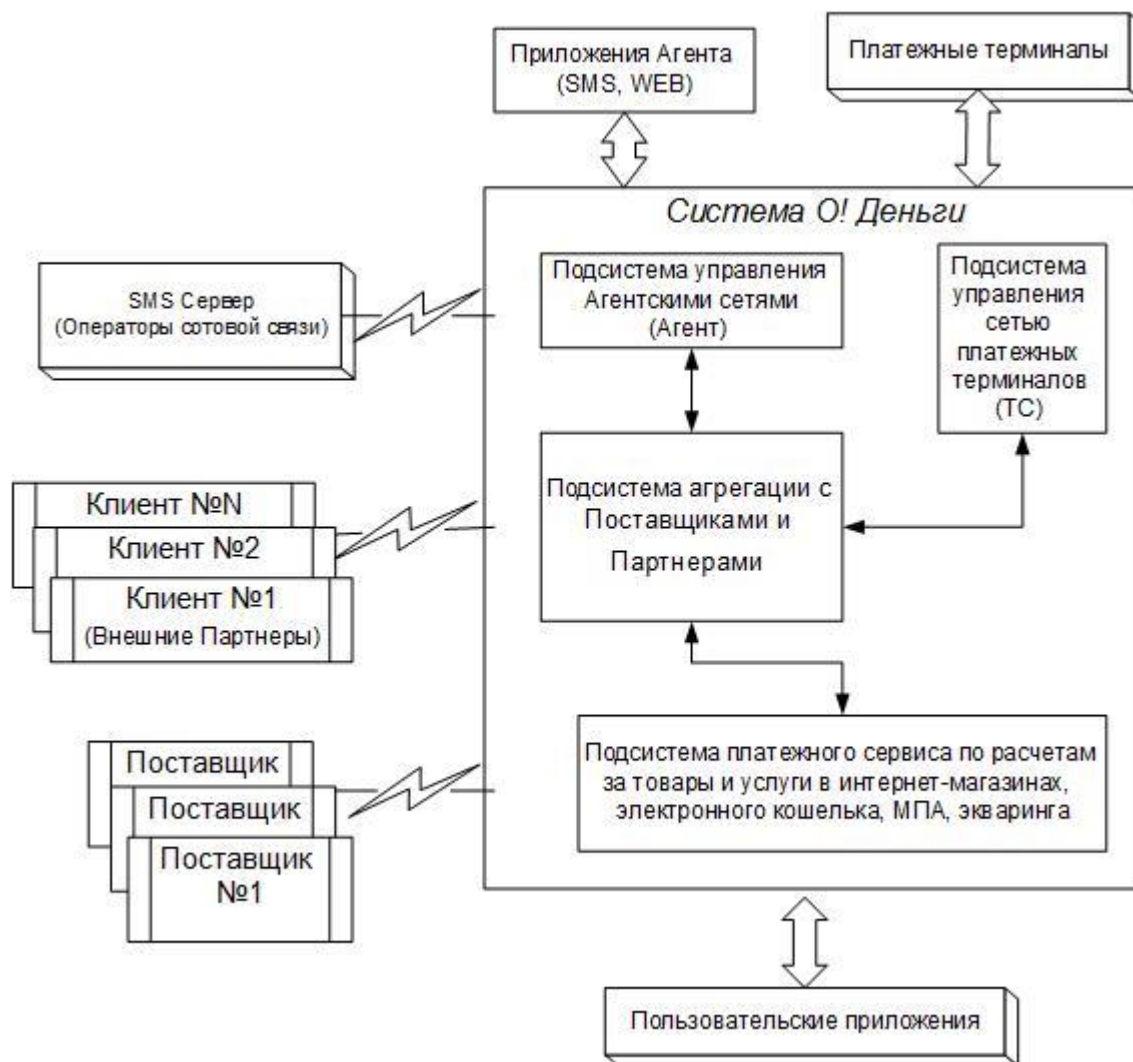 Приложения Агента
(SMS, WEB)
Платежные терминалы
Система О! Деньги
SMS Сервер
(Операторы сотовой связи)
Подсистема управления
Агентскими сетями
(Агент)
Подсистема
управления
сетью
платежных
терминалов
(ТС)
Клиент №N
Клиент №2
Клиент №1
(Внешние Партнеры)
Подсистема агрегации с
Поставщиками и
Партнерами
Поставщик
Поставщик
Поставщик
№1
Подсистема платежного сервиса по расчетам
за товары и услуги в интернет-магазинах,
электронного кошелька, МПА, экваринга
Пользовательские приложения